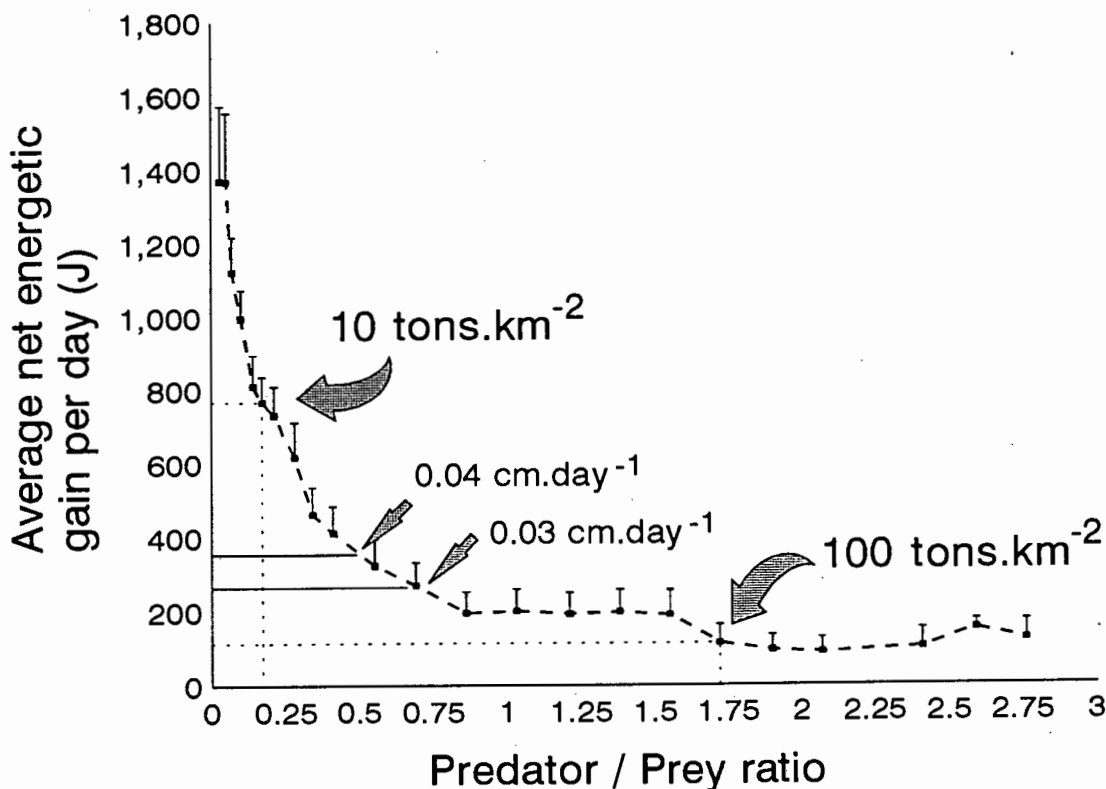 Average net energetic
gain per day (J)
1,800
1,600
1,400
1,200
1,000
800
600
400
200
0
10 tons.km⁻²
0.04 cm.day⁻¹
0.03 cm.day⁻¹
100 tons.km⁻²
0 0.25 0.5 0.75 1 1.25 1.5 1.75 2 2.25 2.5 2.75 3
Predator / Prey ratio